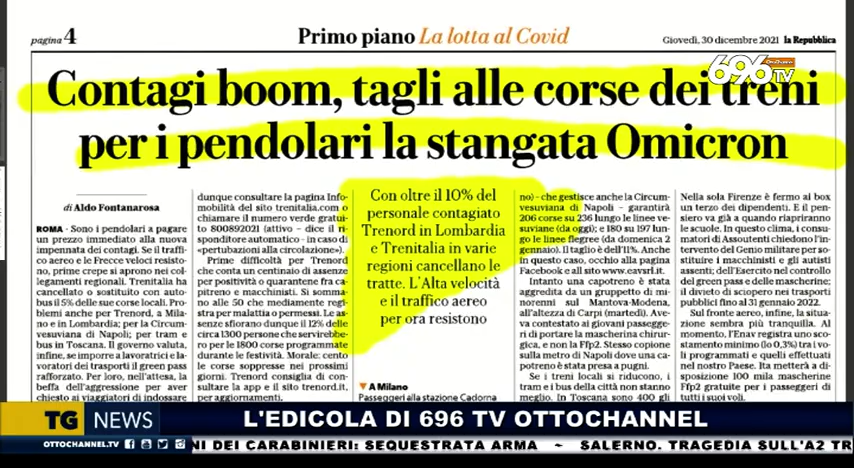 pagina 4
Primo piano La lotta al Covid
Giovedì, 30 dicembre 2021 la Repubblica
696
TV
Contagi boom, tagli alle corse dei treni
per i pendolari la stangata Omicron
di Aldo Fontanarosa
ROMA - Sono i pendolari a pagare
un prezzo immediato alla nuova
impennata dei contagi. Se il traffi-
co aereo e le Frecce veloci resisto-
no, prime crepe si aprono nei col-
legamenti regionali. Trenitalia ha
cancellato o sostituito con auto-
bus il 5% delle sue corse locali. Pro-
blemi anche per Trenord, a Mila-
no e in Lombardia; per la Circum-
vesuviana di Napoli; per tram e
bus in Toscana. Il governo valuta,
infine, se imporre a lavoratrici e la-
voratori dei trasporti il green pass
rafforzato. Per loro, nell'attesa, la
beffa dell'aggressione per aver
chiesto ai viaggiatori di indossare
dunque consultare la pagina Info-
mobilità del sito trenitalia.com o
chiamare il numero verde gratui-
to 800892021 (attivo - dice il ri-
sponditore automatico - in caso di
«pertubazioni alla circolazione»).
Prime difficoltà per Trenord
che conta un centinaio di assenze
per positività o quarantene fra ca-
pitreno e macchinisti. Si somma-
no alle 50 che mediamente regi-
stra per malattia o permessi. Le as-
senze sfiorano dunque il 12% delle
circa 1300 persone che servirebbe-
ro per le 1800 corse programmate
durante le festività. Morale: cento
le corse soppresse nei prossimi
giorni. Trenord consiglia di consul-
tare la app e il sito trenord.it,
per aggiornamenti.
Con oltre il 10% del
personale contagiato
Trenord in Lombardia
e Trenitalia in varie
regioni cancellano le
tratte. L'Alta velocità
e il traffico aereo
per ora resistono
A Milano
Passeggeri alla stazione Cadorna
no) - che gestisce anche la Circum-
vesuviana di Napoli - garantirà
206 corse su 236 lungo le linee ve-
suviane (da oggi); e 180 su 197 lun-
go le linee flegree (da domenica 2
gennaio). Il taglio è dell'11%. Anche
in questo caso, occhio alla pagina
Facebook e all sito www.eavsrl.it.
Intanto una capotreno è stata
aggredita da un gruppetto di mi-
norenni sul Mantova-Modena,
all'altezza di Carpi (martedì). Ave-
va contestato ai giovani passegge-
ri di portare la mascherina chirur-
gica, e non la Ffp2. Stesso copione
sulla metro di Napoli dove una ca-
potreno è stata presa a pugni.
Se i treni locali si riducono, i
tram e i bus della città non stanno
meglio. In Toscana sono 400 gli
Nella sola Firenze è fermo ai box
un terzo dei dipendenti. E il pensie-
ro va già a quando riapriranno
le scuole. In questo clima, i consu-
matori di Assoutenti chiedono l'in-
tervento del Genio militare per so-
stituire i macchinisti e gli autisti
assenti; dell'Esercito nel controllo
del green pass e delle mascherine;
il divieto di sciopero nei trasporti
pubblici fino al 31 gennaio 2022.
Sul fronte aereo, infine, la situa-
zione sembra più tranquilla. Al
momento, l'Enav registra uno sco-
stamento minimo (lo 0,3%) tra i vo-
li programmati e quelli effettuati
nel nostro Paese. Ita metterà a di-
sposizione 100 mila mascherine
Ffp2 gratuite per i passeggeri di
tutti i suoi voli.
TG NEWS
L'EDICOLA DI 696 TV OTTOCHANNEL
OTTOCHANNEL.TV
NI DEI CARABINIERI: SEQUESTRATA ARMA ~ SALERNO. TRAGEDIA SULL'A2 TR